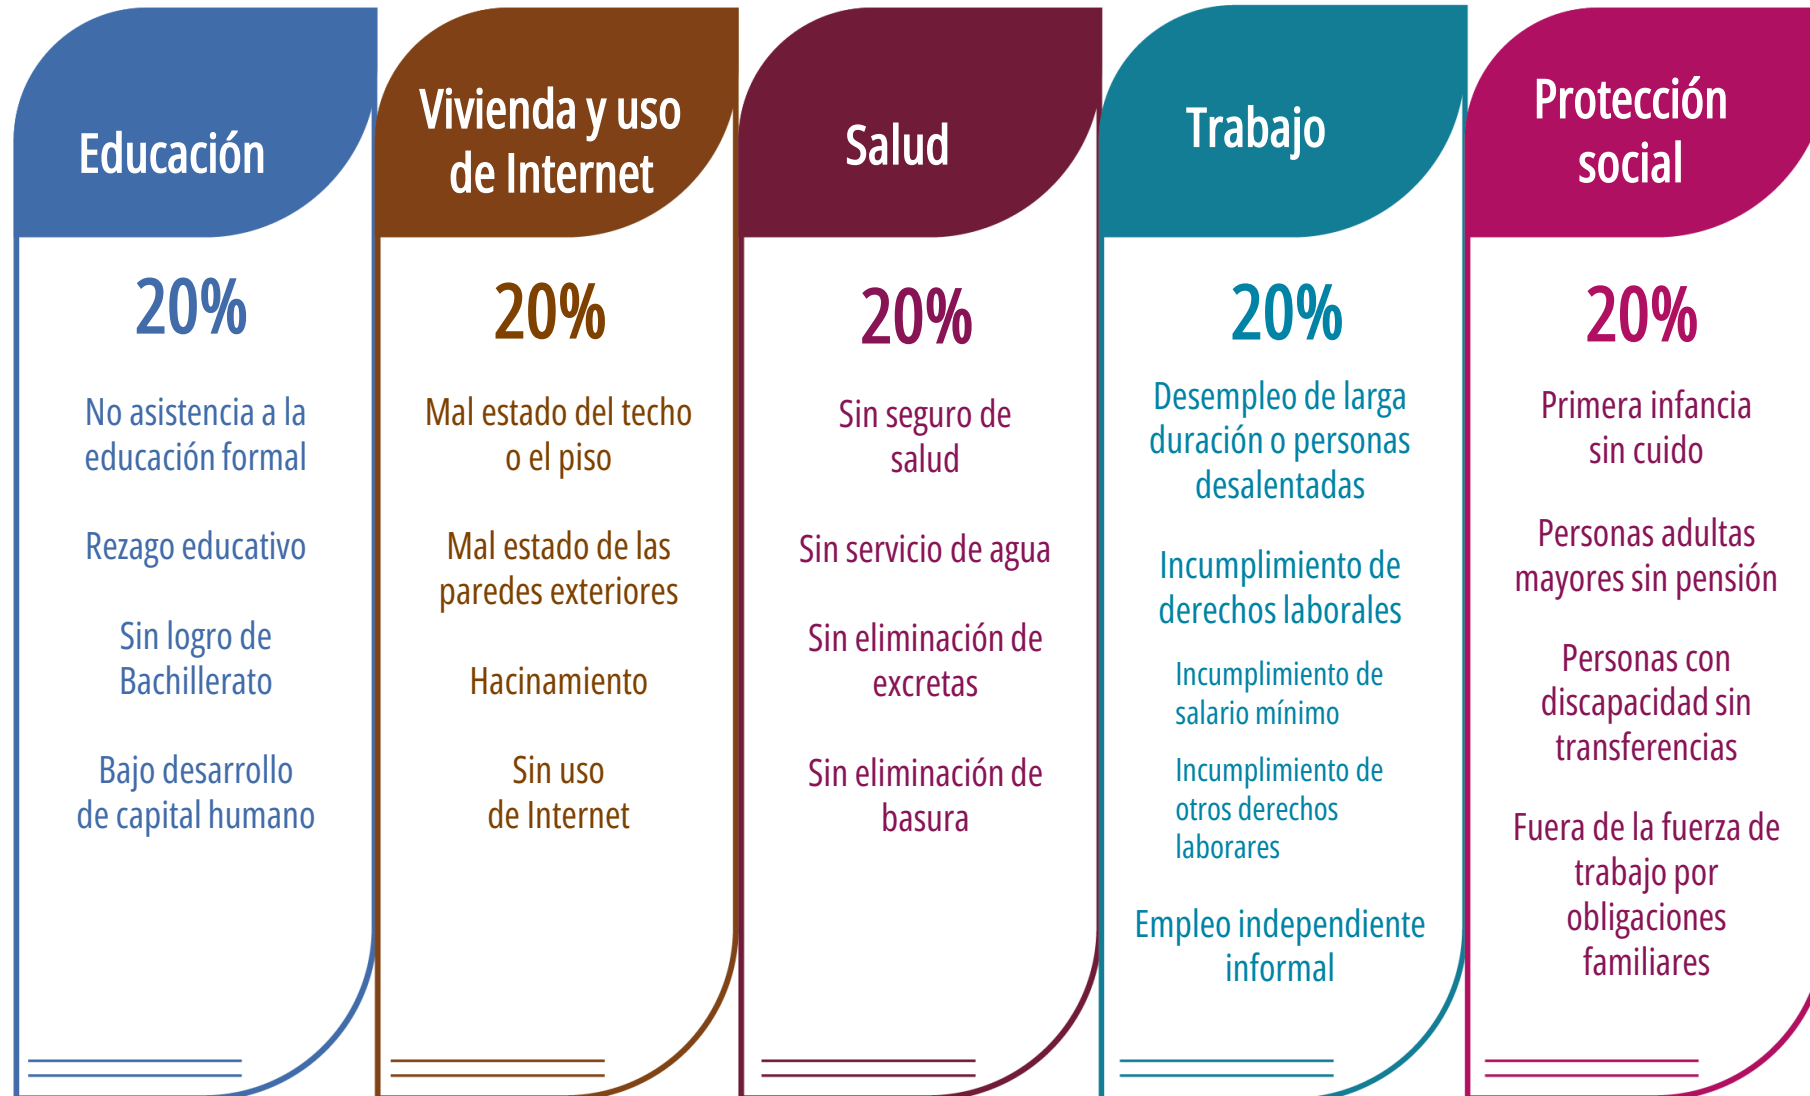 Educación
20%
No asistencia a la
educación formal
Rezago educativo
Sin logro de
Bachillerato
Bajo desarrollo
de capital humano
Vivienda y uso
de Internet
20%
Mal estado del techo
o el piso
Mal estado de las
paredes exteriores
Hacinamiento
Sin uso
de Internet
Salud
20%
Sin seguro de
salud
Sin servicio de agua
Sin eliminación de
excretas
Sin eliminación de
basura
Trabajo
20%
Desempleo de larga
duración o personas
desalentadas
Incumplimiento de
derechos laborales
Incumplimiento de
salario mínimo
Incumplimiento de
otros derechos
laborares
Empleo independiente
informal
Protección
social
20%
Primera infancia
sin cuido
Personas adultas
mayores sin pensión
Personas con
discapacidad sin
transferencias
Fuera de la fuerza de
trabajo por
obligaciones
familiares